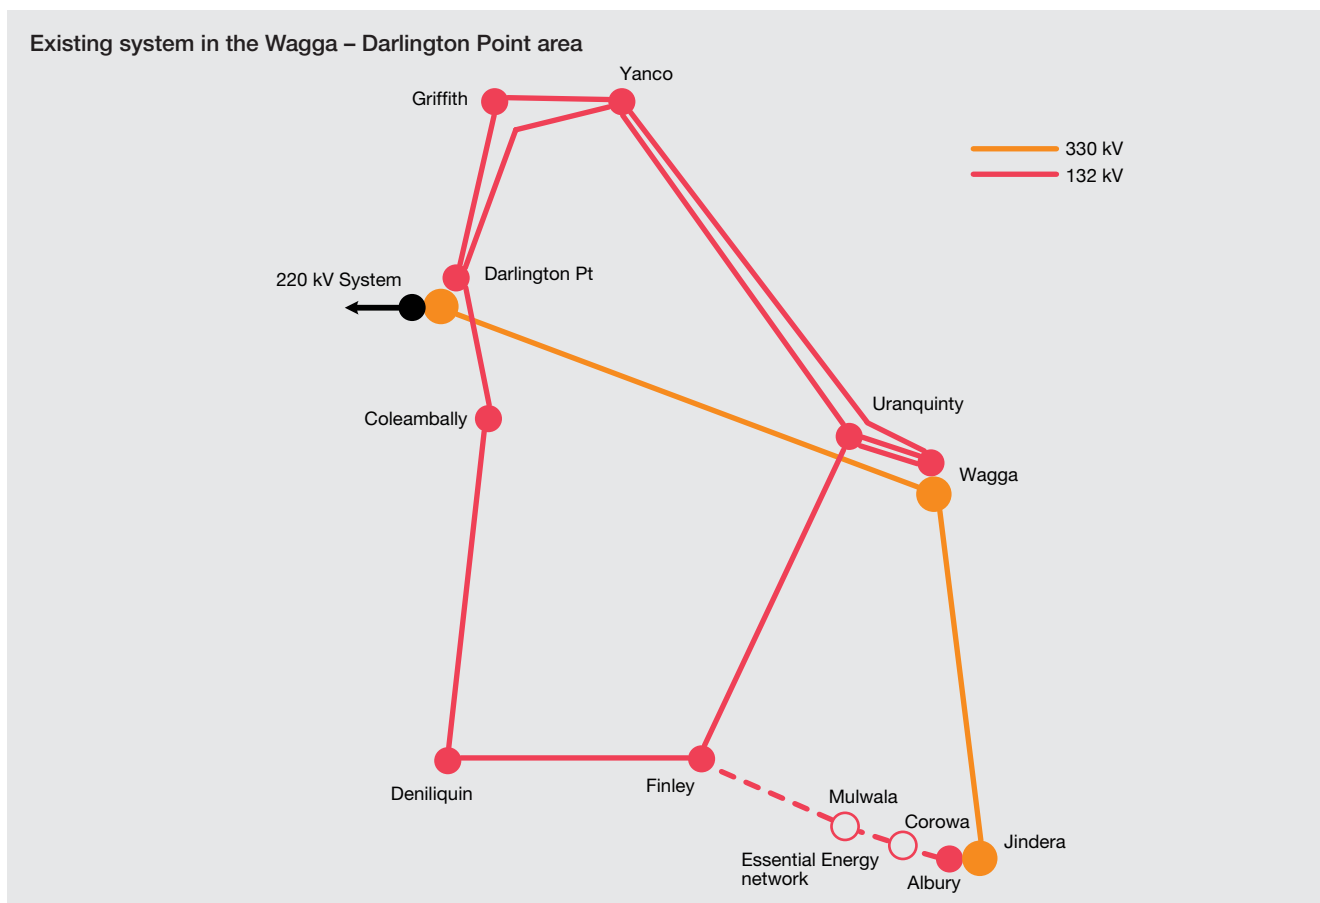 Existing system in the Wagga – Darlington Point area
Yanco
Griffith
330 kV
132 kV
Darlington Pt
220 kV System
Uranquinty
Coleambally
Wagga
Finley
Deniliquin
Mulwala
Corowa
Jindera
Essential Energy
network
Albury